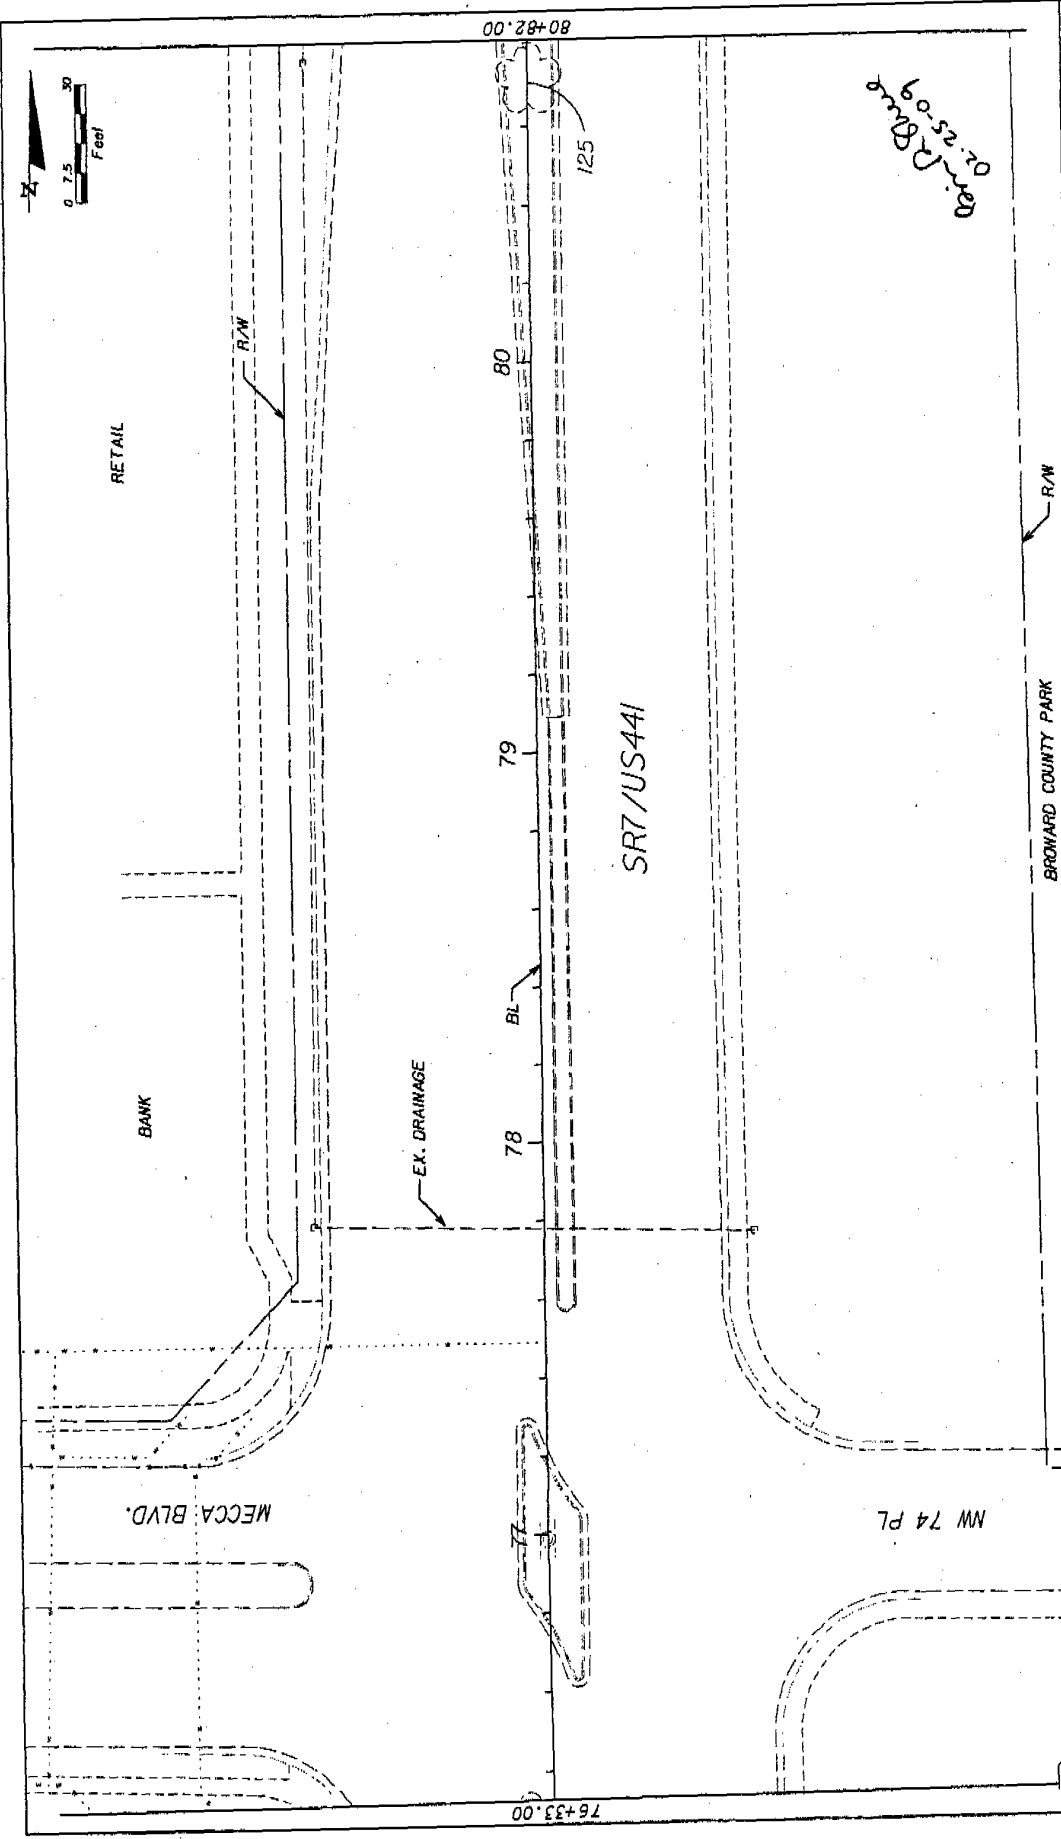 80+82.00
N
0 7.5 30
Feet
125
02-25-09
R/W
80
RETAIL
R/W
79
SR7/US441
BROWARD COUNTY PARK
BL
EX. DRAINAGE
BANK
78
MECCA BLVD.
77
NW 74 PL
76+33.00